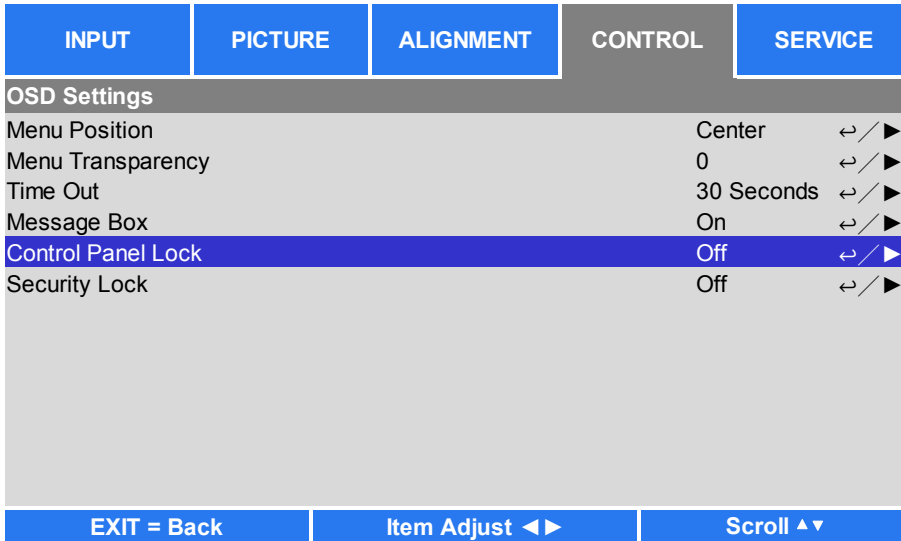 INPUT PICTURE ALIGNMENT CONTROL SERVICE
OSD Settings
Menu Position Center ↩／▶
Menu Transparency 0 ↩／▶
Time Out 30 Seconds ↩／▶
Message Box On ↩／▶
Control Panel Lock Off ↩／▶
Security Lock Off ↩／▶
EXIT = Back Item Adjust ◀▶ Scroll ▲▼